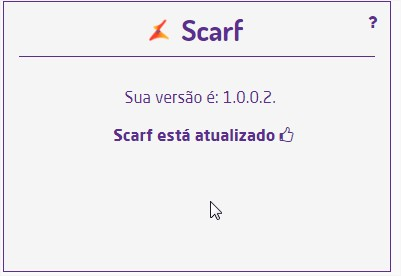 Scarf
?
Sua versão é: 1.0.0.2.
Scarf está atualizado